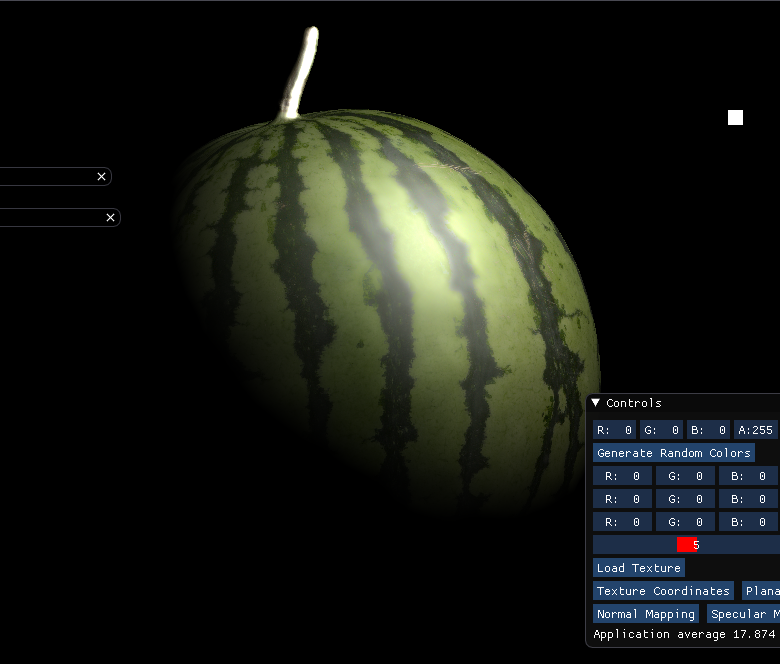 Controls
R: 0 G: 0 B: 0 A:255
Generate Random Colors
R: 0 G: 0 B: 0
R: 0 G: 0 B: 0
R: 0 G: 0 B: 0
5
Load Texture
Texture Coordinates Plana
Normal Mapping Specular M
Application average 17.874